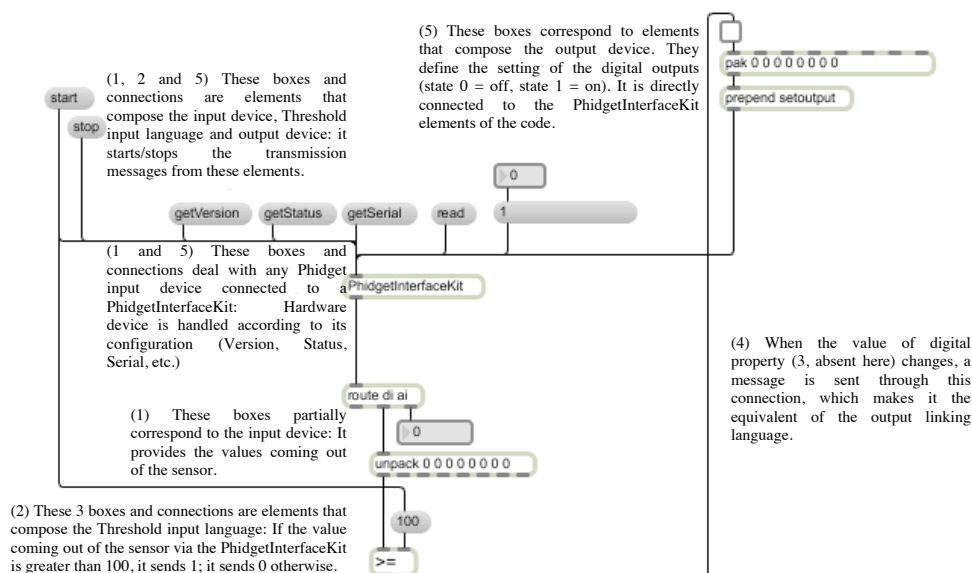 (5) These boxes correspond to elements
that compose the output device. They
define the setting of the digital outputs
(state 0 = off, state 1 = on). It is directly
connected to the PhidgetInterfaceKit
elements of the code.
pak 0 0 0 0 0 0 0 0
prepend setoutput
(1, 2 and 5) These boxes and
connections are elements that
compose the input device, Threshold
input language and output device: it
starts/stops the transmission
messages from these elements.
start
stop
0
getVersion
getStatus
getSerial
read
1
(1 and 5) These boxes and
connections deal with any Phidget
input device connected to a
PhidgetInterfaceKit: Hardware
device is handled according to its
configuration (Version, Status,
Serial, etc.)
PhidgetInterfaceKit
(4) When the value of digital
property (3, absent here) changes, a
message is sent through this
connection, which makes it the
equivalent of the output linking
language.
route di ai
0
(1) These boxes partially
correspond to the input device: It
provides the values coming out
of the sensor.
unpack 0 0 0 0 0 0 0 0
(2) These 3 boxes and connections are elements that
compose the Threshold input language: If the value
coming out of the sensor via the PhidgetInterfaceKit
is greater than 100, it sends 1; it sends 0 otherwise.
100
>=